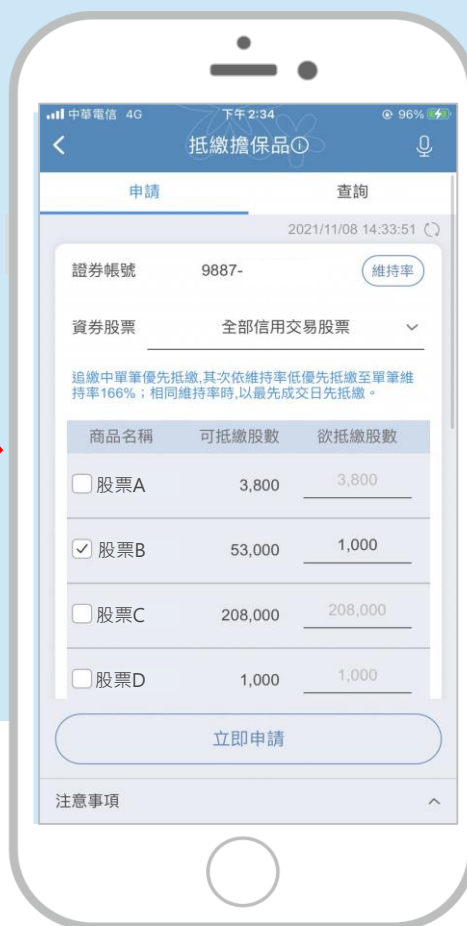 中華電信 4G 下午 2:34 96%
抵繳擔保品
申請 查詢
2021/11/08 14:33:51
證券帳號 9887- 維持率
資券股票 全部信用交易股票
追繳中單筆優先抵繳,其次依維持率低優先抵繳至單筆維
持率166%；相同維持率時,以最先成交日先抵繳。
商品名稱 可抵繳股數 欲抵繳股數
股票A 3,800 3,800
股票B 53,000 1,000
股票C 208,000 208,000
股票D 1,000 1,000
立即申請
注意事項